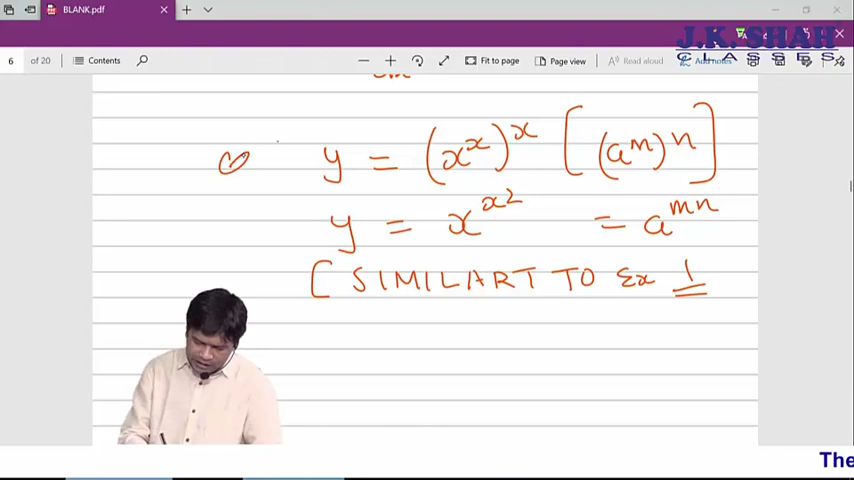 BLANK.pdf
J.K. SHAH
CLASSES
6 of 20 Contents Fit to page Page view Read aloud Add notes
y = (x^x)^x [(a^m)^n]
y = x^x2 = a^mn
[ SIMILART TO Ex 1
The